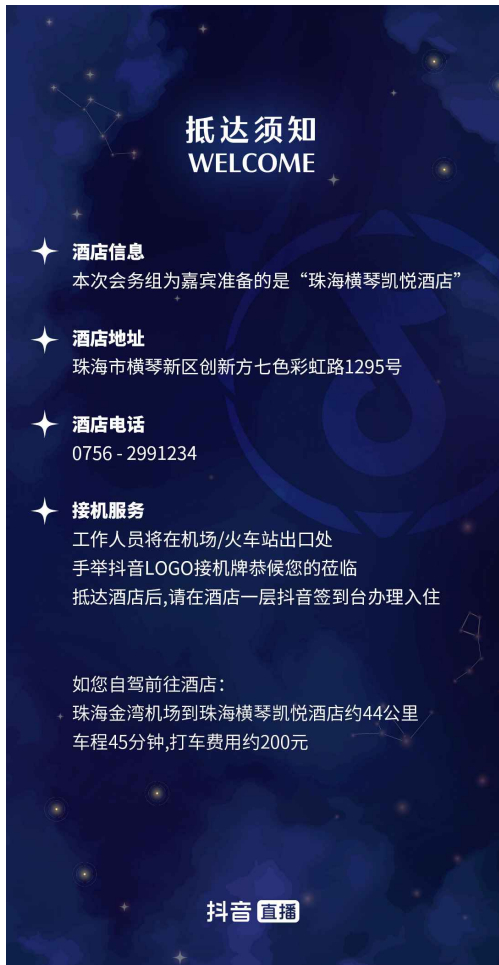 抵达须知
WELCOME
酒店信息
本次会务组为嘉宾准备的是“珠海横琴凯悦酒店”
酒店地址
珠海市横琴新区创新方七色彩虹路1295号
酒店电话
0756 - 2991234
接机服务
工作人员将在机场/火车站出口处
手举抖音LOGO接机牌恭候您的莅临
抵达酒店后,请在酒店一层抖音签到台办理入住
如您自驾前往酒店：
珠海金湾机场到珠海横琴凯悦酒店约44公里
车程45分钟,打车费用约200元
抖音 直播